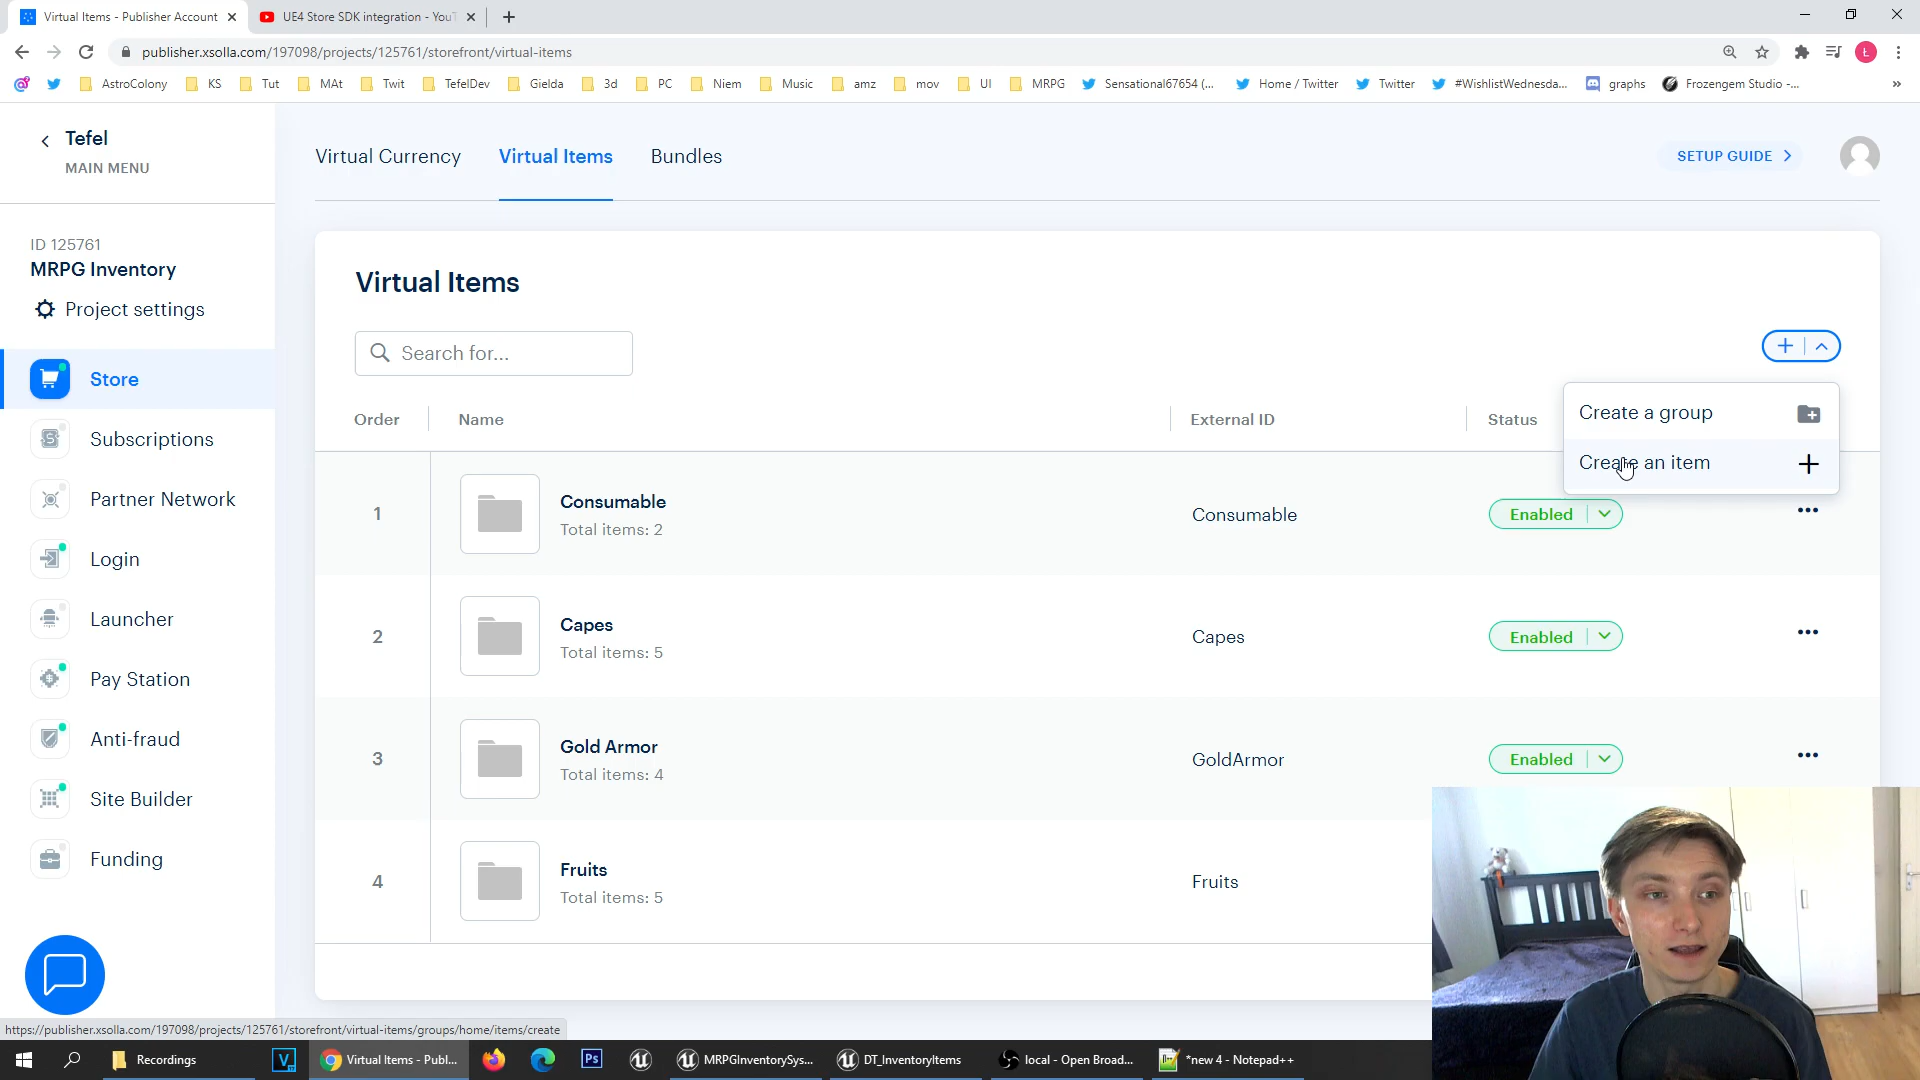 Virtual Items - Publisher Account
UE4 Store SDK integration - YouT
publisher.xsolla.com/197098/projects/125761/storefront/virtual-items
AstroColony
KS
Tut
MAt
Twit
TefelDev
Gielda
3d
PC
Niem
Music
amz
mov
UI
MRPG
Sensational67654 (...
Home / Twitter
Twitter
#WishlistWednesda...
graphs
Frozengem Studio -...
Tefel
MAIN MENU
ID 125761
MRPG Inventory
Project settings
Store
Subscriptions
Partner Network
Login
Launcher
Pay Station
Anti-fraud
Site Builder
Funding
Virtual Currency
Virtual Items
Bundles
SETUP GUIDE
Virtual Items
Search for...
Create a group
Create an item
Order
Name
External ID
Status
1
Consumable
Total items: 2
Consumable
Enabled
2
Capes
Total items: 5
Capes
Enabled
3
Gold Armor
Total items: 4
GoldArmor
Enabled
4
Fruits
Total items: 5
Fruits
https://publisher.xsolla.com/197098/projects/125761/storefront/virtual-items/groups/home/items/create
Recordings
Virtual Items - Publ...
Ps
MRPGInventorySys...
DT_InventoryItems
local - Open Broad...
*new 4 - Notepad++